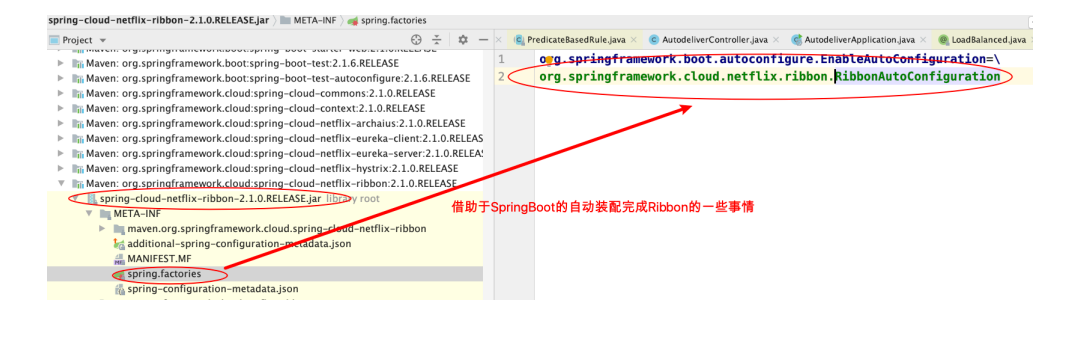 spring-cloud-netflix-ribbon-2.1.0.RELEASE.jar META-INF spring.factories
Project
PredicateBasedRule.java AutodeliverController.java AutodeliverApplication.java LoadBalanced.java
Maven: org.springframework.boot:spring-boot-starter-web:2.1.6.RELEASE
Maven: org.springframework.boot:spring-boot-test:2.1.6.RELEASE
Maven: org.springframework.boot:spring-boot-test-autoconfigure:2.1.6.RELEASE
Maven: org.springframework.cloud:spring-cloud-commons:2.1.0.RELEASE
Maven: org.springframework.cloud:spring-cloud-context:2.1.0.RELEASE
Maven: org.springframework.cloud:spring-cloud-netflix-archaius:2.1.0.RELEASE
Maven: org.springframework.cloud:spring-cloud-netflix-eureka-client:2.1.0.RELEAS
Maven: org.springframework.cloud:spring-cloud-netflix-eureka-server:2.1.0.RELEAS
Maven: org.springframework.cloud:spring-cloud-netflix-hystrix:2.1.0.RELEASE
Maven: org.springframework.cloud:spring-cloud-netflix-ribbon:2.1.0.RELEASE
spring-cloud-netflix-ribbon-2.1.0.RELEASE.jar library root
META-INF
maven.org.springframework.cloud.spring-cloud-netflix-ribbon
additional-spring-configuration-metadata.json
MANIFEST.MF
spring.factories
spring-configuration-metadata.json
1 org.springframework.boot.autoconfigure.EnableAutoConfiguration=\
2 org.springframework.cloud.netflix.ribbon.RibbonAutoConfiguration
借助于SpringBoot的自动装配完成Ribbon的一些事情